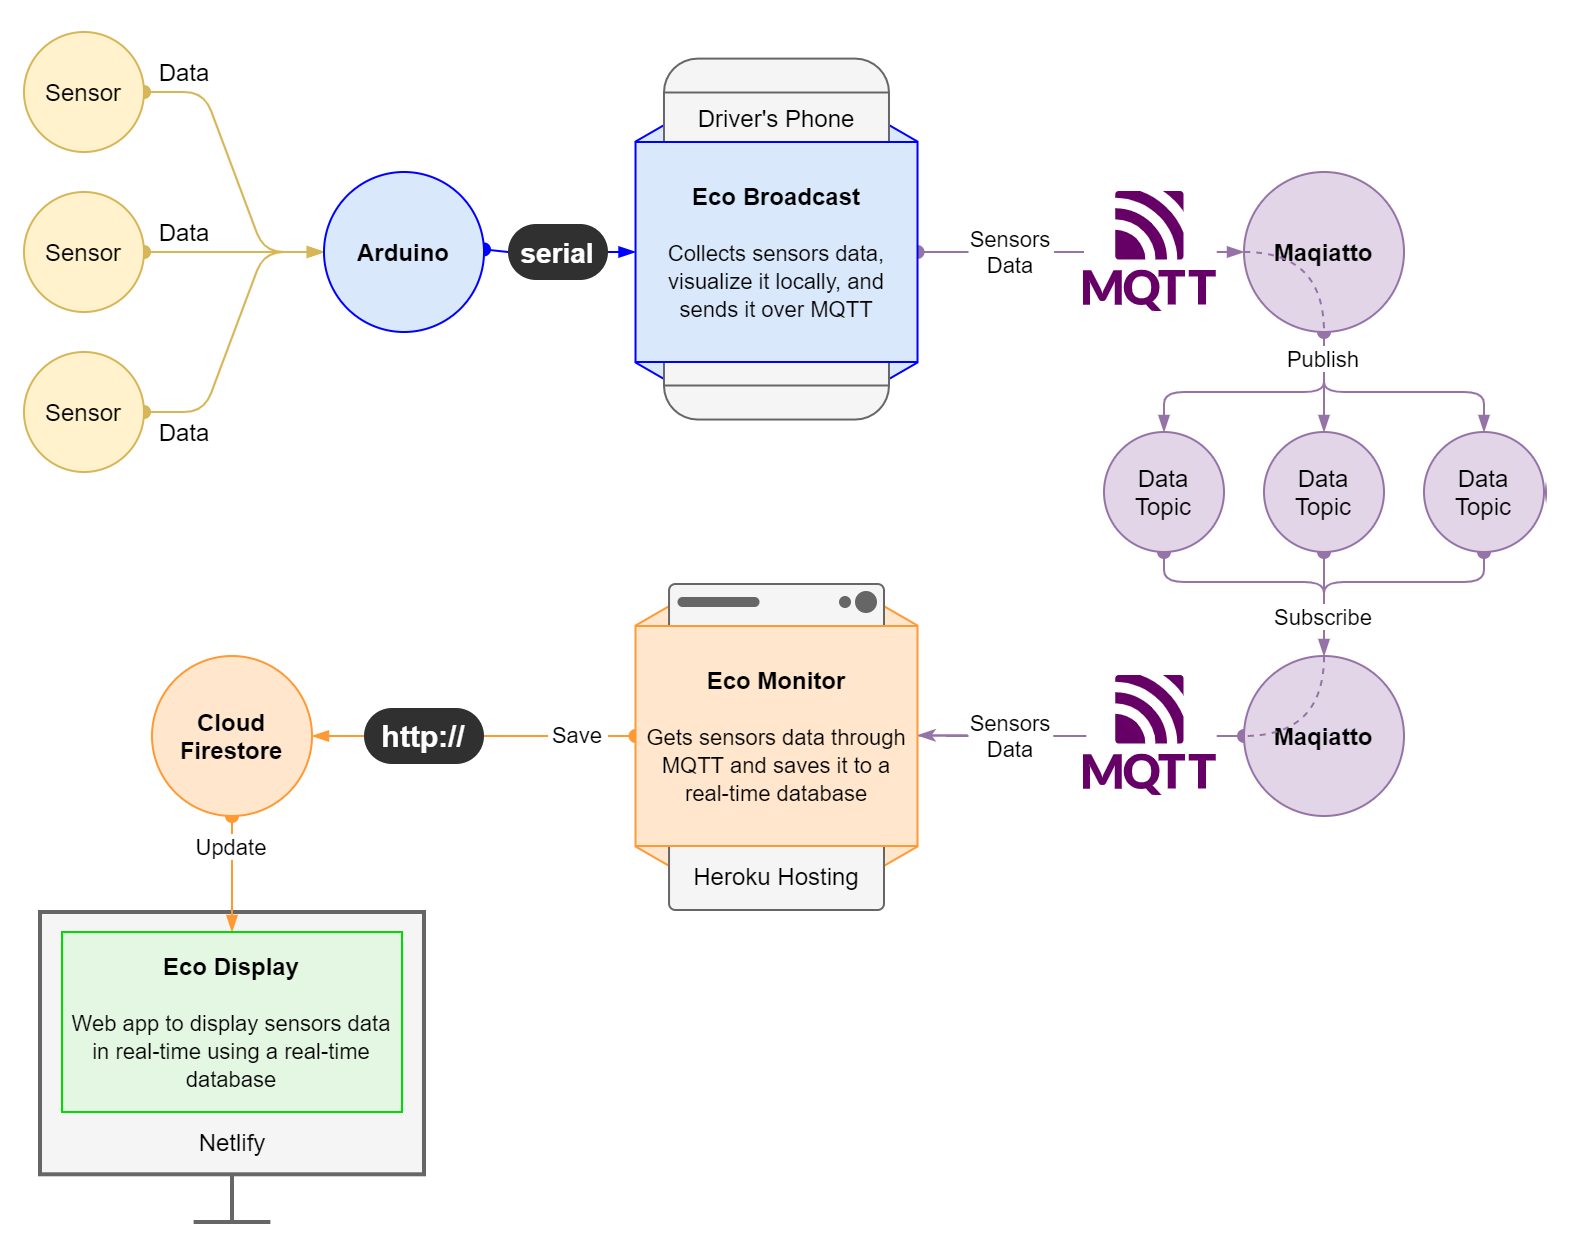 Sensor
Data
Sensor
Data
Sensor
Data
Arduino
serial
Driver's Phone
Eco Broadcast
Collects sensors data,
visualize it locally, and
sends it over MQTT
Sensors
Data
MQTT
Maqiatto
Publish
Data
Topic
Data
Topic
Data
Topic
Subscribe
Maqiatto
MQTT
Sensors
Data
Eco Monitor
Gets sensors data through
MQTT and saves it to a
real-time database
Heroku Hosting
Save
http://
Cloud
Firestore
Update
Eco Display
Web app to display sensors data
in real-time using a real-time
database
Netlify